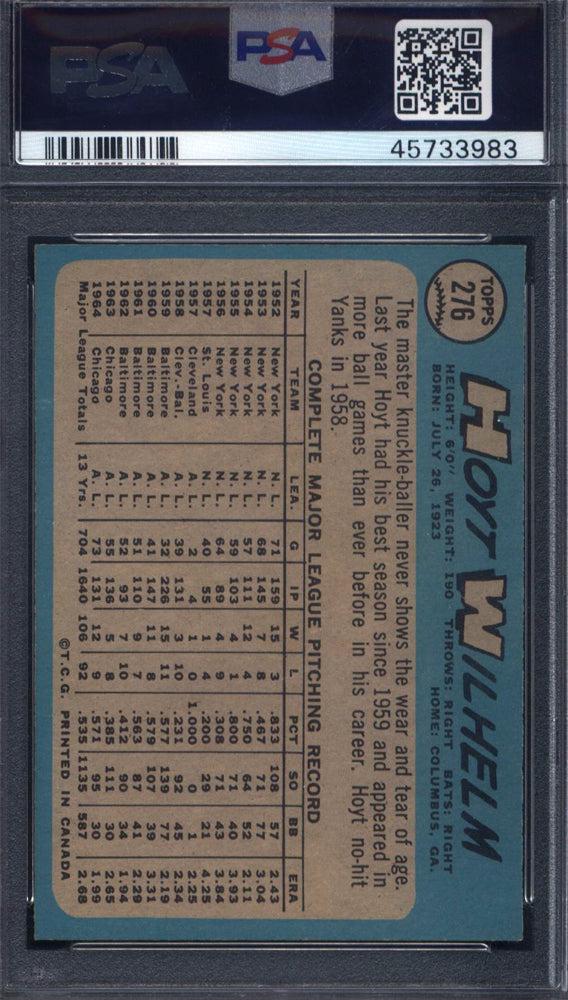 PSA
PSA
45733983
TOPPS
276
HOYT WILHELM
HEIGHT: 6'0" WEIGHT: 190 THROWS: RIGHT BATS: RIGHT
BORN: JULY 26, 1923 HOME: COLUMBUS, GA.
The master knuckle-baller never shows the wear and tear of age.
Last year Hoyt had his best season since 1959 and appeared in
more ball games than ever before in his career. Hoyt no-hit
Yanks in 1958.
COMPLETE MAJOR LEAGUE PITCHING RECORD
YEAR TEAM LEA. G IP W L PCT SO BB ERA
1952 New York N. L. 71 159 15 3 .833 108 57 2.43
1953 New York N. L. 68 145 7 8 .467 71 77 3.04
1954 New York N. L. 57 111 12 4 .750 64 52 2.11
1955 New York N. L. 59 103 4 1 .800 71 40 3.93
1956 New York N. L. 64 89 4 9 .308 71 43 3.84
1957 St. Louis N. L. 40 55 1 4 .200 29 21 4.25
1957 Cleveland A. L. 2 4 1 0 1.000 0 1 2.25
1958 Clev.-Bal. A. L. 39 131 3 10 .231 92 45 2.34
1959 Baltimore A. L. 32 226 15 11 .577 139 77 2.19
1960 Baltimore A. L. 41 147 11 8 .579 107 39 3.31
1961 Baltimore A. L. 51 110 9 7 .563 87 41 2.29
1962 Baltimore A. L. 52 93 7 10 .412 90 34 1.94
1963 Chicago A. L. 55 136 5 8 .385 111 30 2.65
1964 Chicago A. L. 73 131 12 9 .571 95 30 1.99
Major League Totals 13 Yrs. 704 1640 106 92 .535 1135 587 2.68
©T.C.G. PRINTED IN CANADA